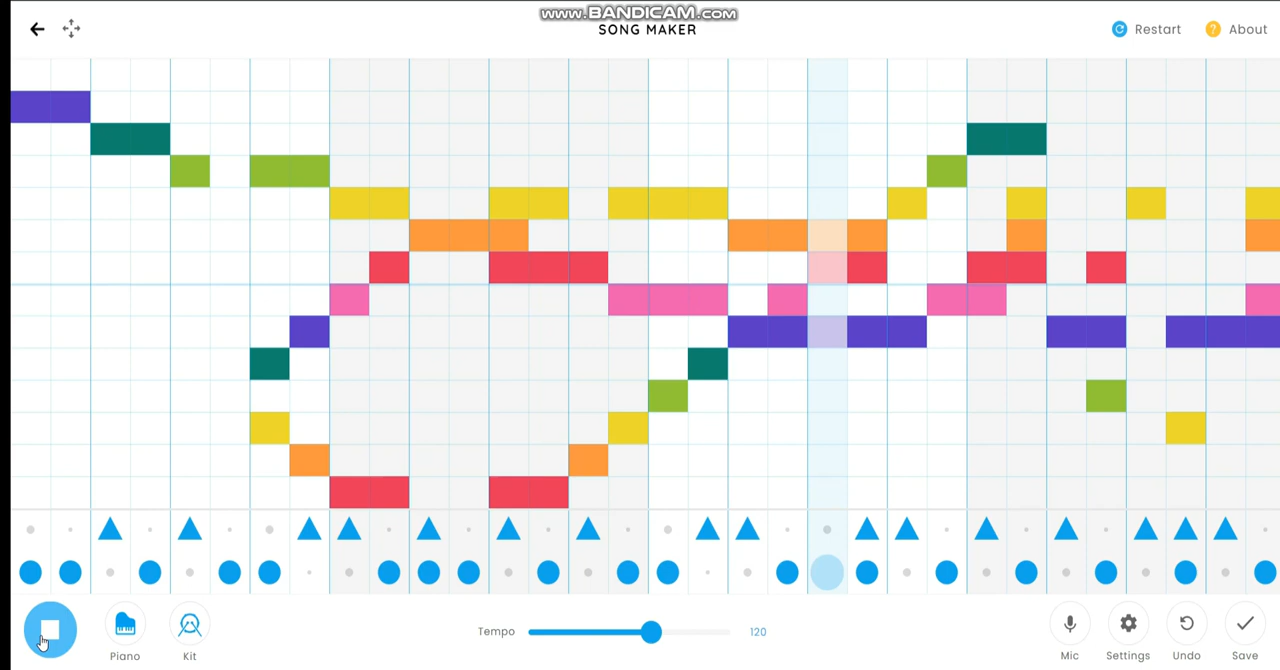 www.BANDICAM.com
SONG MAKER
Restart
About
Tempo
120
Piano
Kit
Mic
Settings
Undo
Save